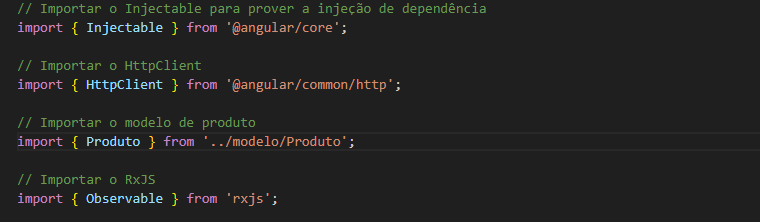 // Importar o Injectable para prover a injeção de dependência
import { Injectable } from '@angular/core';
// Importar o HttpClient
import { HttpClient } from '@angular/common/http';
// Importar o modelo de produto
import { Produto } from '../modelo/Produto';
// Importar o RxJS
import { Observable } from 'rxjs';